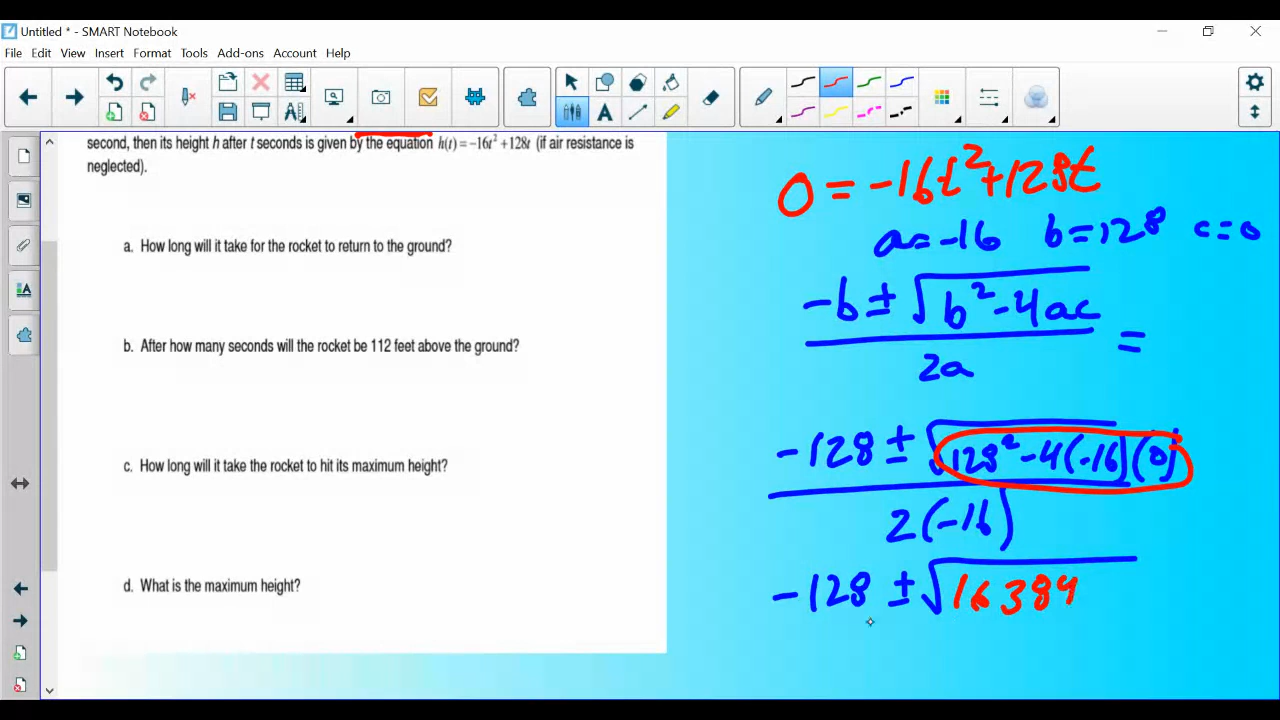 Untitled * - SMART Notebook
File Edit View Insert Format Tools Add-ons Account Help
second, then its height h after t seconds is given by the equation h(t) = −16t² +128t (if air resistance is
neglected).
a. How long will it take for the rocket to return to the ground?
b. After how many seconds will the rocket be 112 feet above the ground?
c. How long will it take the rocket to hit its maximum height?
d. What is the maximum height?
0 = -16t² + 128t
a=-16 b=128 c=0
-b ± √b² - 4ac
=
2a
-128 ± √128² - 4(-16)(0)
2(-16)
-128 ± √16384